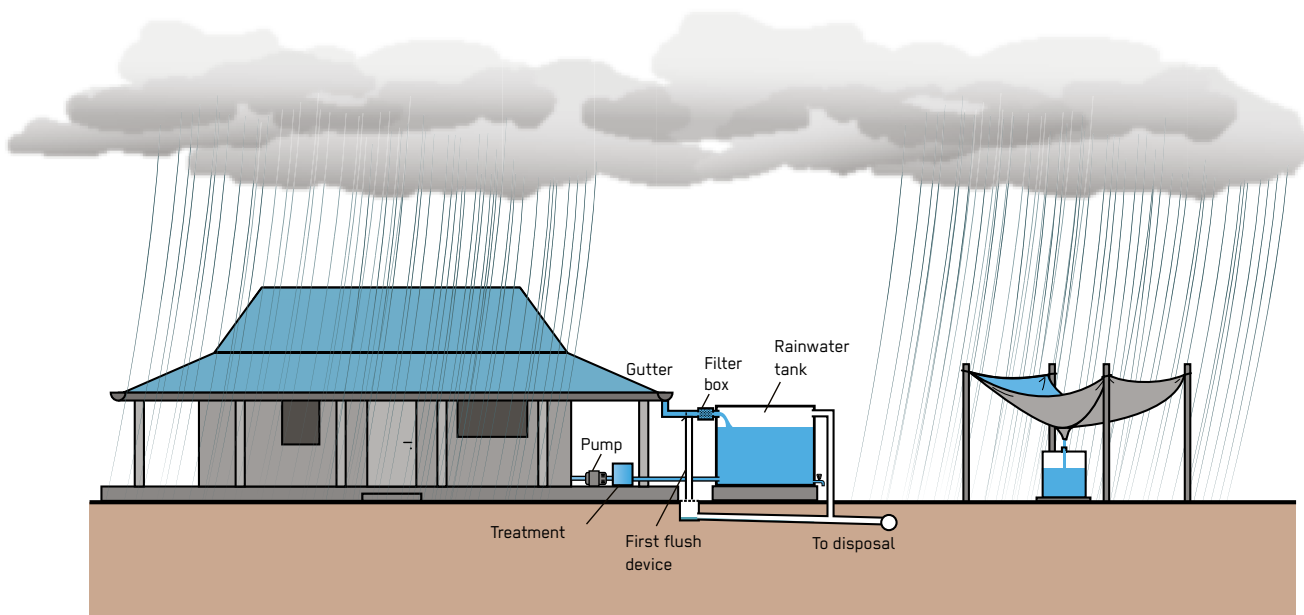 Gutter
Filter
box
Rainwater
tank
Pump
Treatment
First flush
device
To disposal